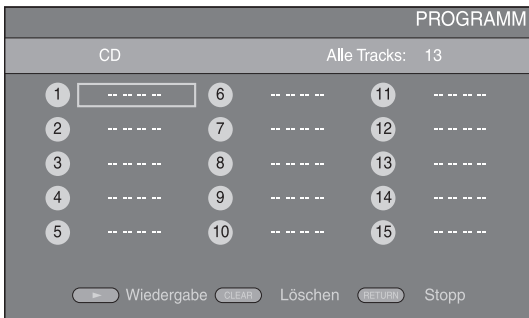 PROGRAMM
CD Alle Tracks: 13
1 -- -- -- -- 6 -- -- -- -- 11 -- -- -- --
2 -- -- -- -- 7 -- -- -- -- 12 -- -- -- --
3 -- -- -- -- 8 -- -- -- -- 13 -- -- -- --
4 -- -- -- -- 9 -- -- -- -- 14 -- -- -- --
5 -- -- -- -- 10 -- -- -- -- 15 -- -- -- --
Wiedergabe CLEAR Löschen RETURN Stopp